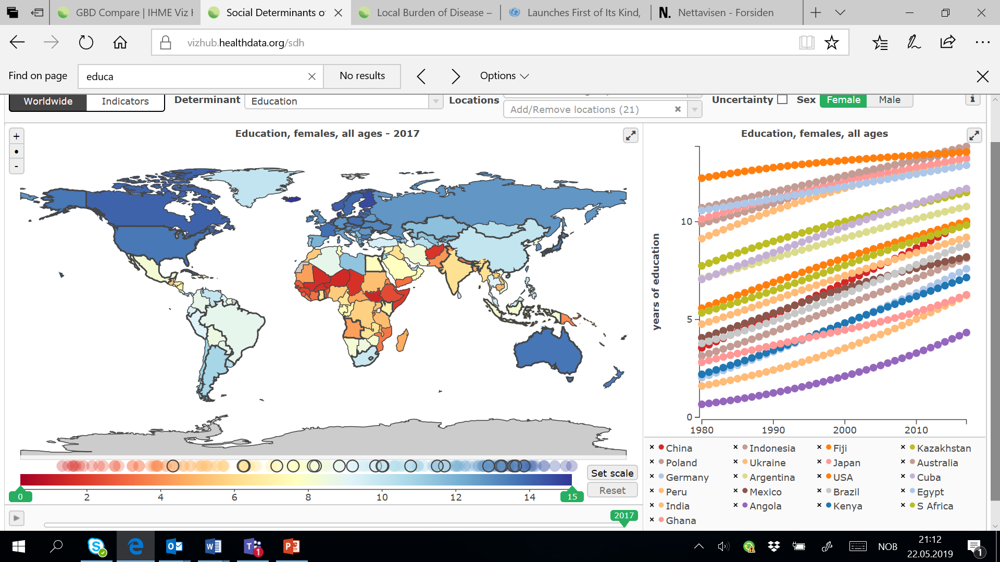 GBD Compare | IHME Viz H
Social Determinants of
Local Burden of Disease –
Launches First of Its Kind,
N. Nettavisen - Forsiden
vizhub.healthdata.org/sdh
Find on page
educa
No results
Options
Worldwide
Indicators
Determinant
Education
Locations
Add/Remove locations (21)
Uncertainty
Sex
Female
Male
i
+
•
-
Education, females, all ages - 2017
Education, females, all ages
years of education
10
5
0
1980 1990 2000 2010
Set scale
Reset
0 2 4 6 8 10 12 14 15
2017
× China × Indonesia × Fiji × Kazakhstan
× Poland × Ukraine × Japan × Australia
× Germany × Argentina × USA × Cuba
× Peru × Mexico × Brazil × Egypt
× India × Angola × Kenya × S Africa
× Ghana
1
NOB
21:12
22.05.2019
1